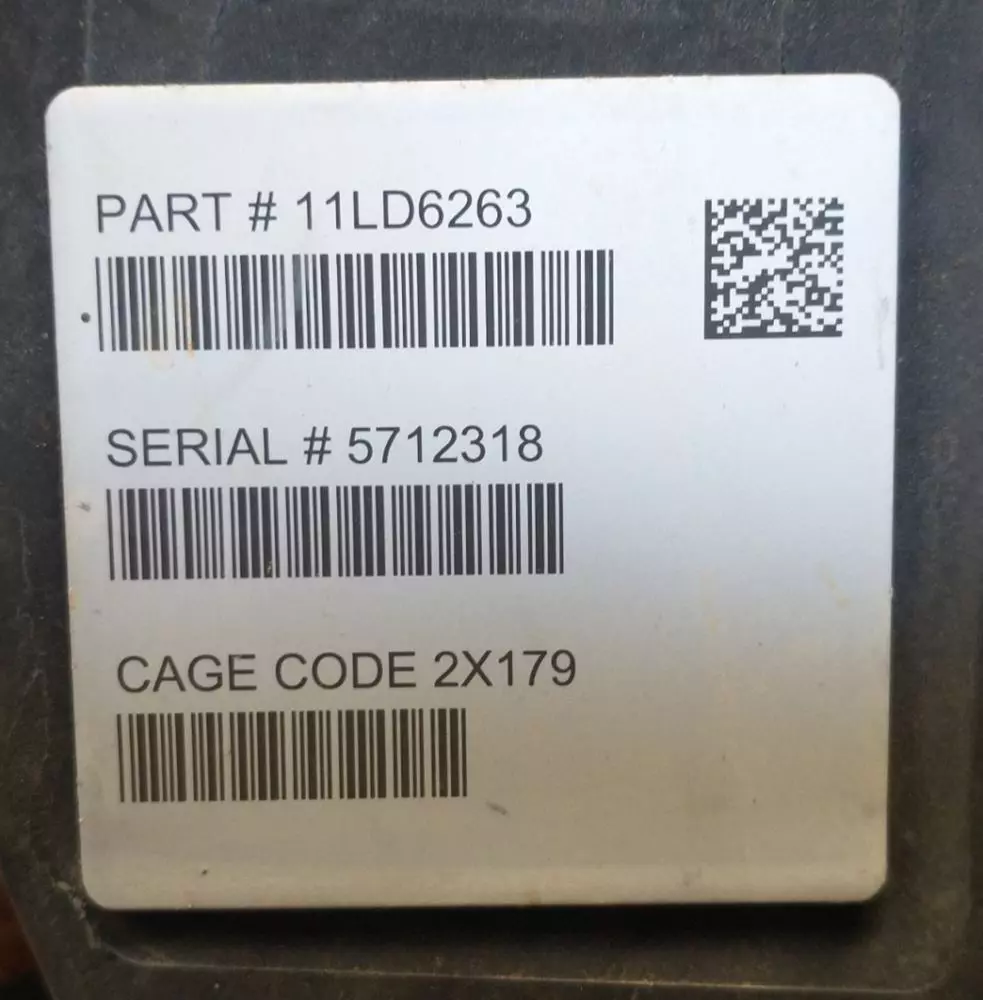 PART # 11LD6263
SERIAL # 5712318
CAGE CODE 2X179